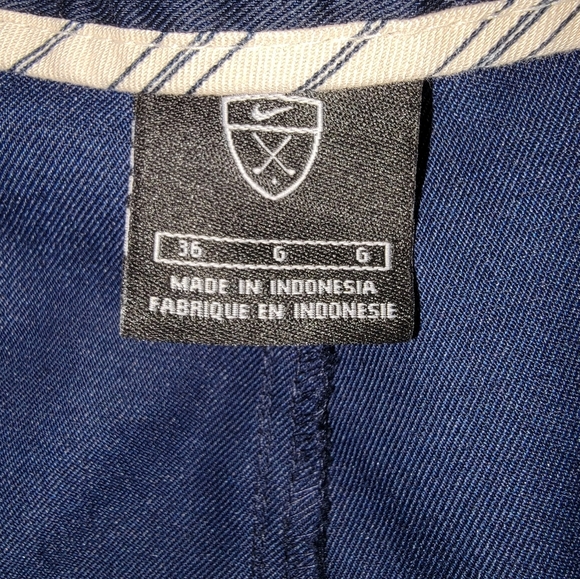 36 6 6
MADE IN INDONESIA
FABRIQUE EN INDONESIE